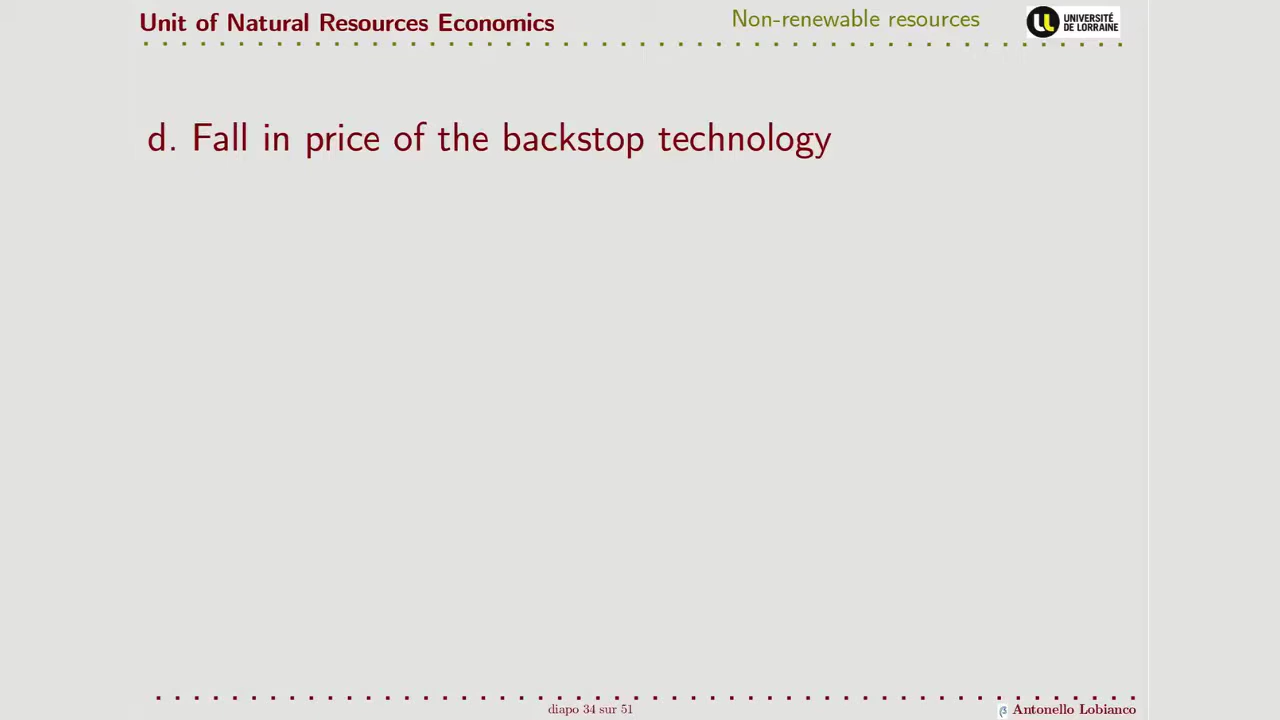 Unit of Natural Resources Economics
Non-renewable resources
UNIVERSITÉ
DE LORRAINE
d. Fall in price of the backstop technology
diapo 34 sur 51
Antonello Lobianco